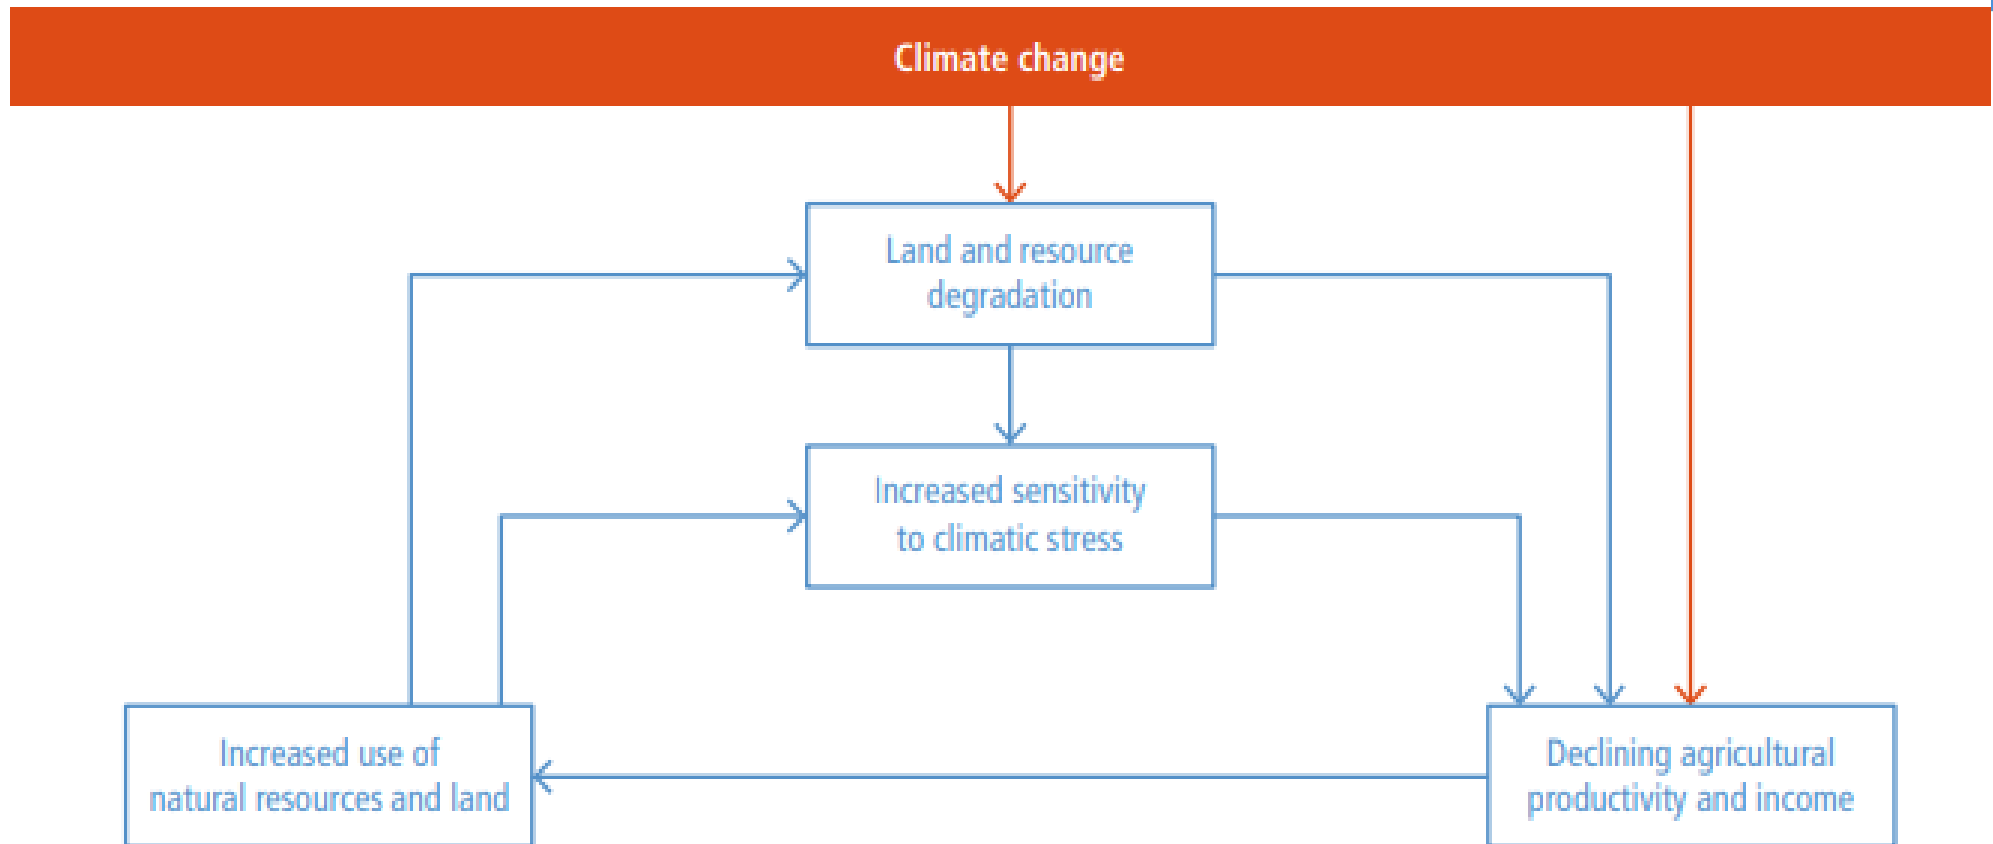 Climate change
Land and resource
degradation
Increased sensitivity
to climatic stress
Increased use of
natural resources and land
Declining agricultural
productivity and income